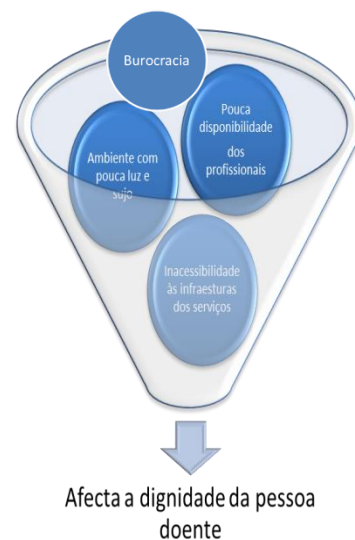 Burocracia
Pouca
disponibilidade
dos
profissionais
Ambiente com
pouca luz e
sujo
Inacessibilidade
às infraesturas
dos serviços
Afecta a dignidade da pessoa
doente